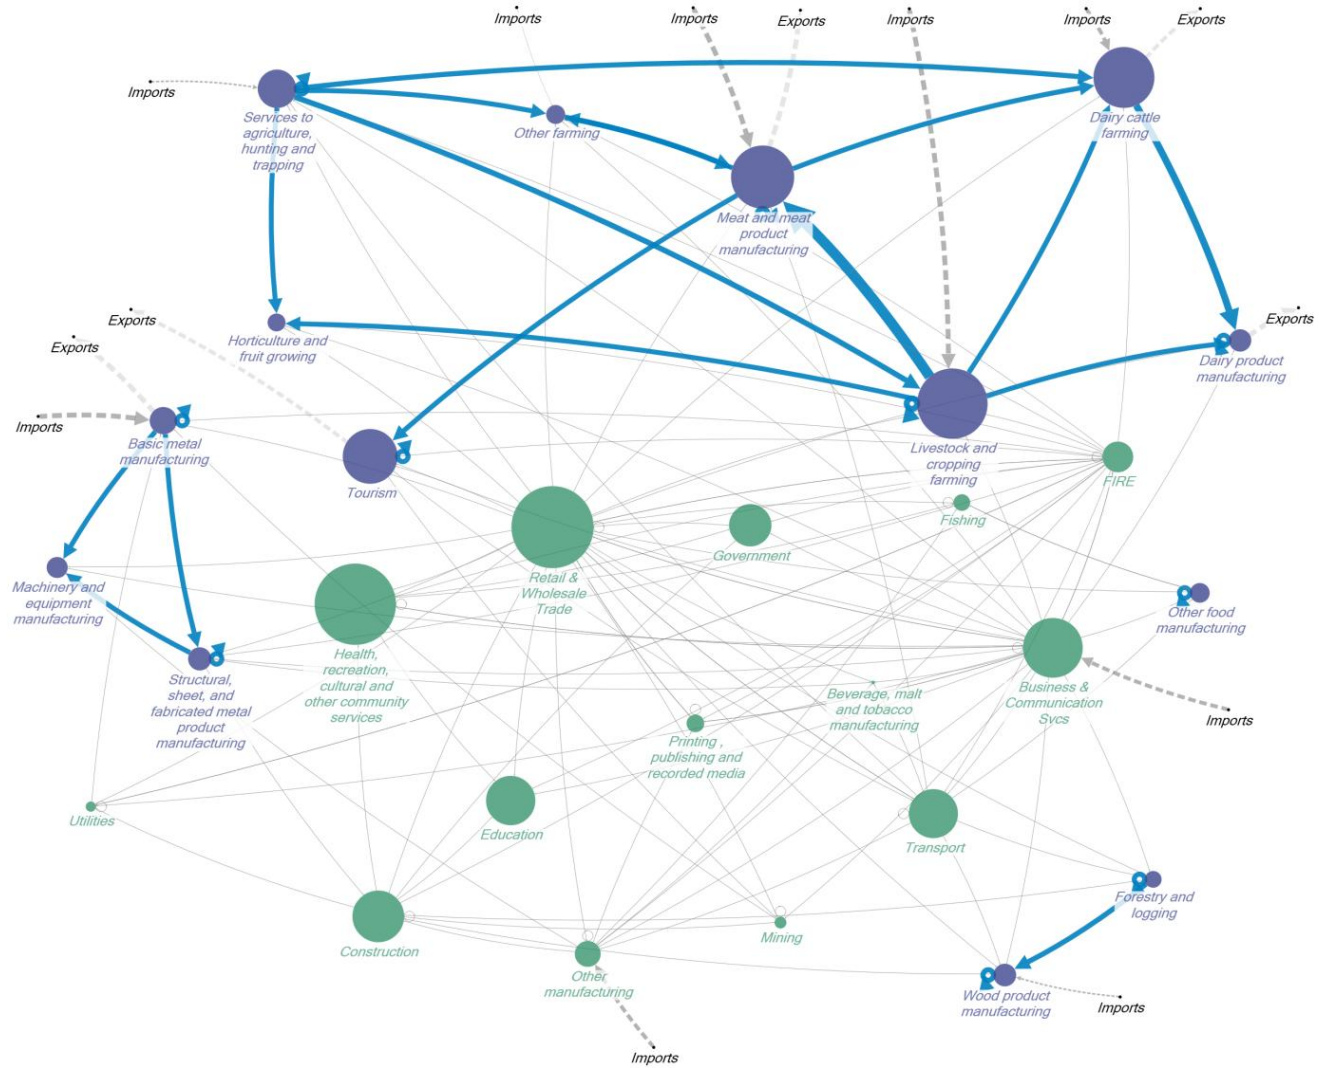 Imports
Imports
Exports
Imports
Imports
Exports
Imports
Services to
agriculture,
hunting and
trapping
Other farming
Dairy cattle
farming
Meat and meat
product
manufacturing
Exports
Exports
Horticulture and
fruit growing
Exports
Dairy product
manufacturing
Imports
Basic metal
manufacturing
Tourism
Livestock and
cropping
farming
FIRE
Fishing
Government
Retail &
Wholesale
Trade
Machinery and
equipment
manufacturing
Other food
manufacturing
Health,
recreation,
cultural and
other community
services
Structural,
sheet, and
fabricated metal
product
manufacturing
Business &
Communication
Svcs
Beverage, malt
and tobacco
manufacturing
Imports
Printing ,
publishing and
recorded media
Utilities
Education
Transport
Forestry and
logging
Construction
Mining
Other
manufacturing
Wood product
manufacturing
Imports
Imports